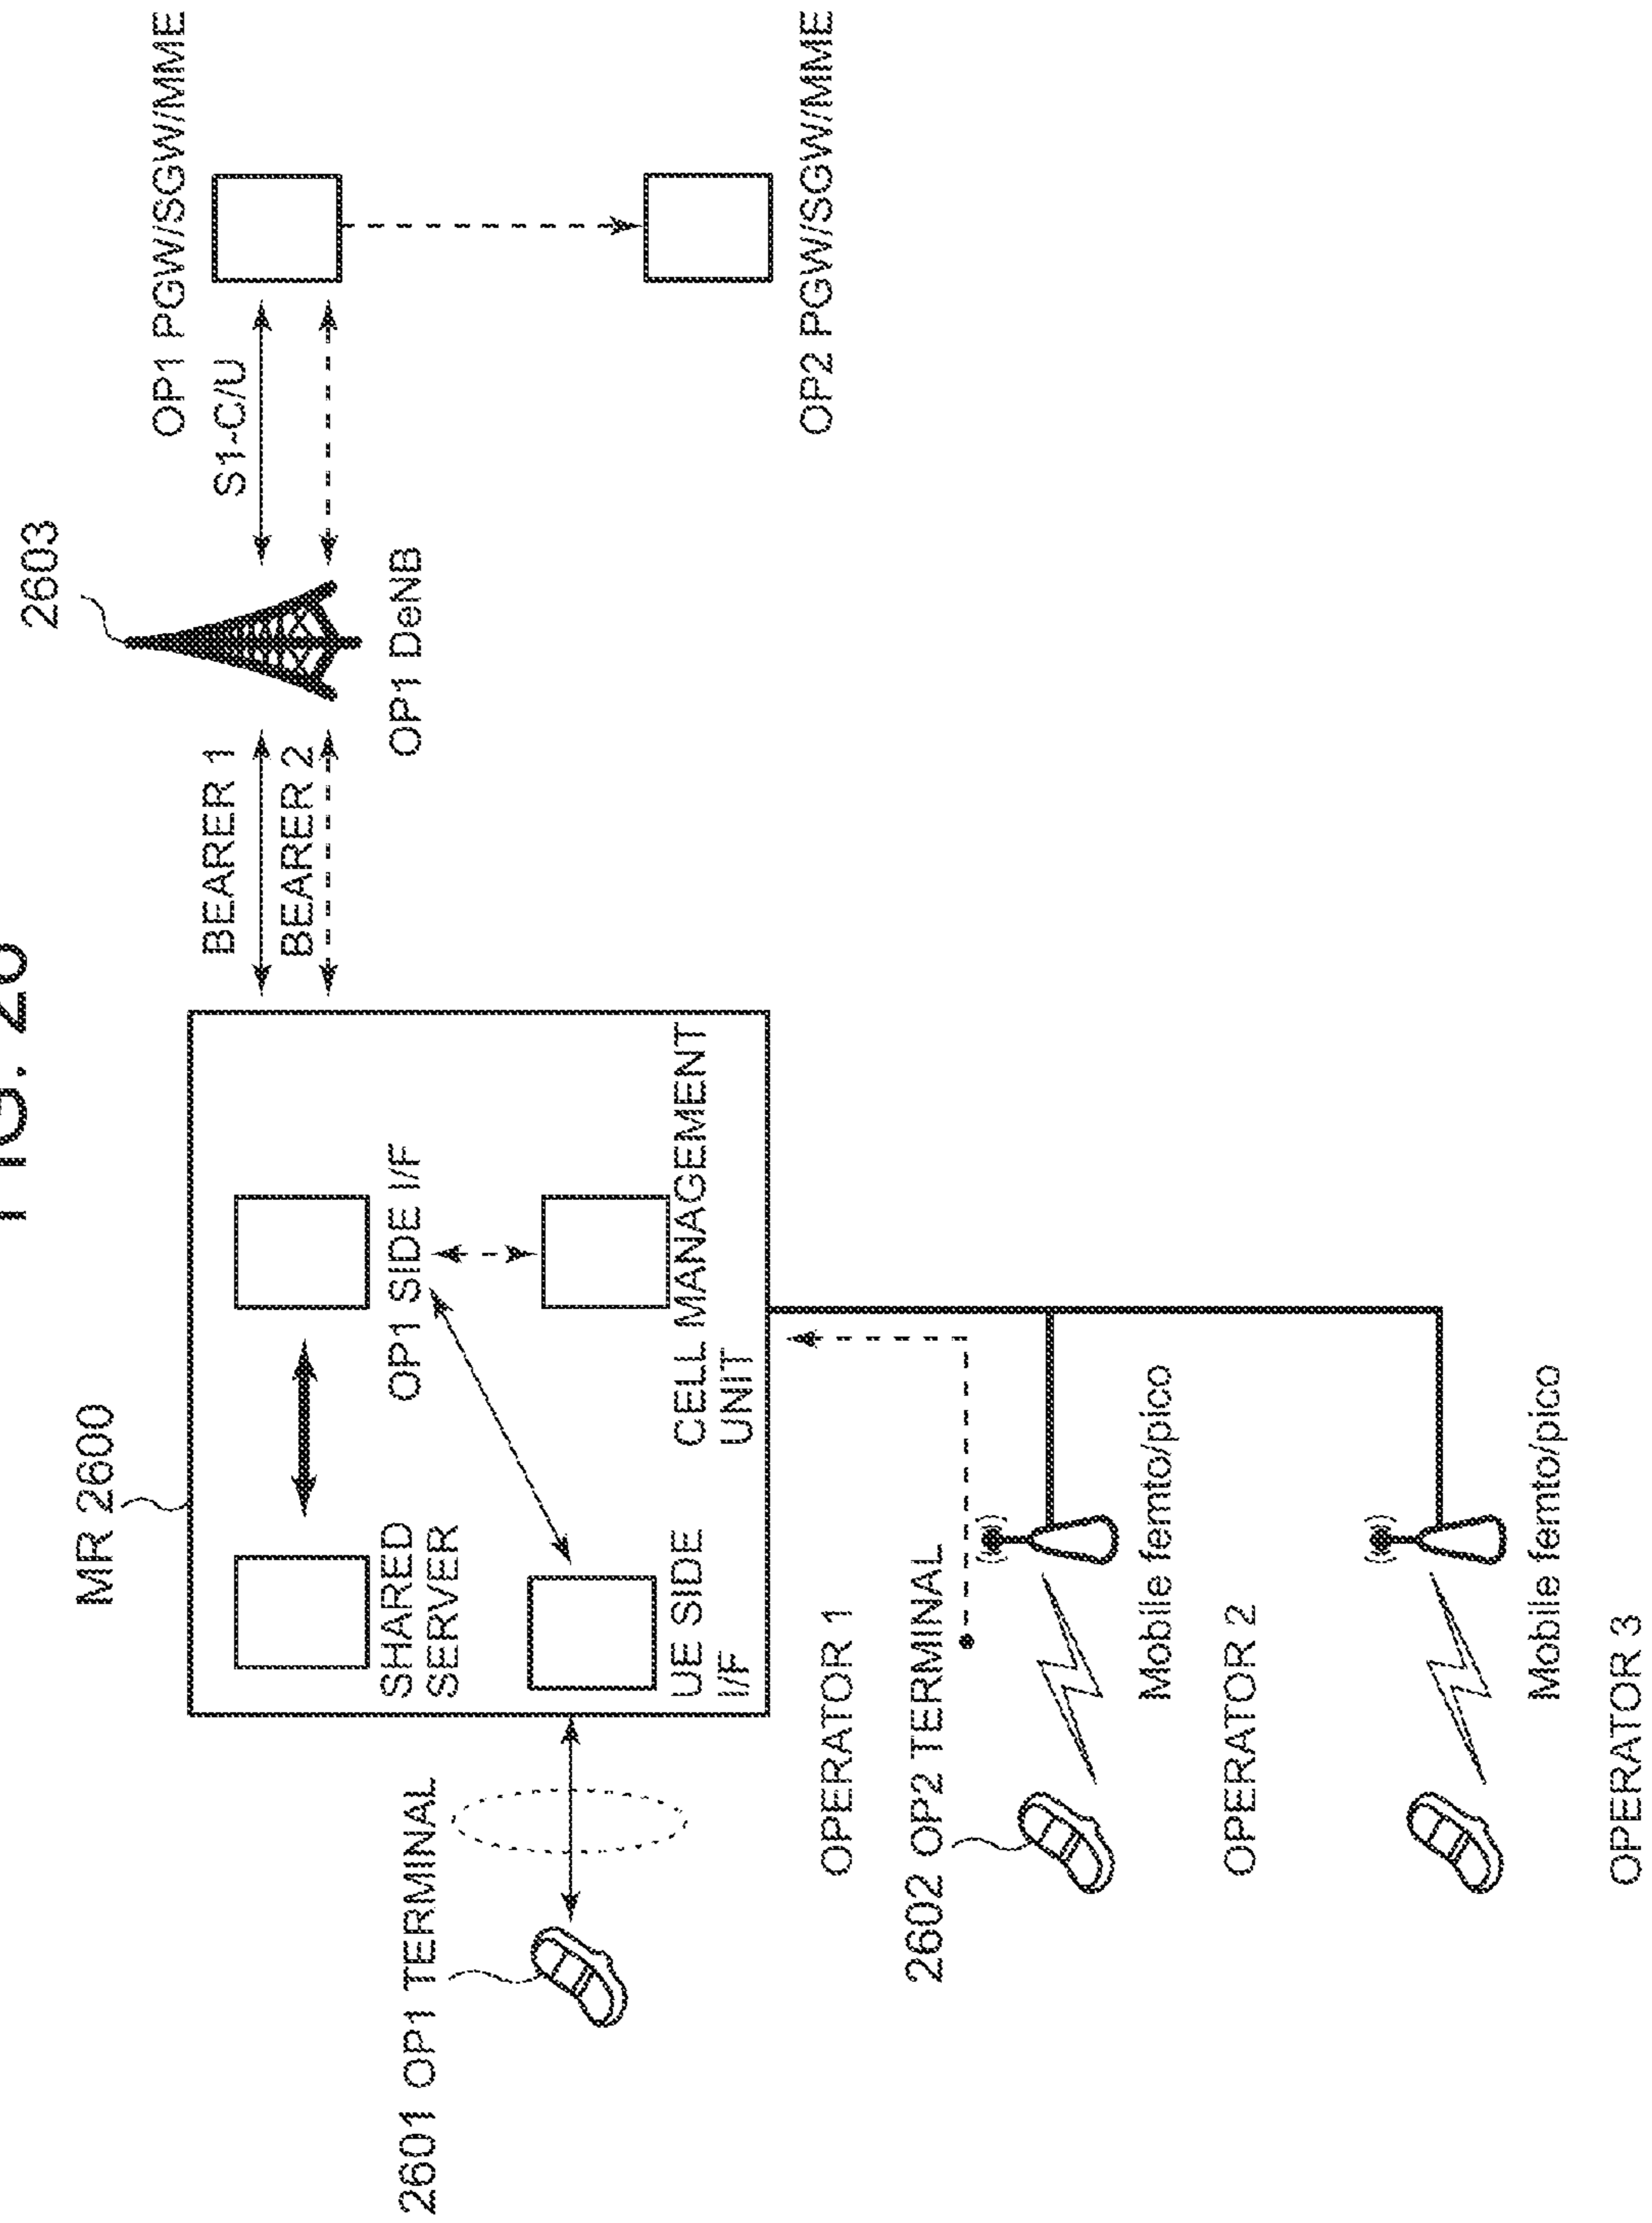 MR 2600
2603
OP1 PGW/SGW/MME
BEARER 1
S1-C/U
BEARER 2
SHARED
SERVER
OP1 SIDE I/F
OP1 DeNB
2601 OP1 TERMINAL
UE SIDE
I/F
CELL MANAGEMENT
UNIT
OP2 PGW/SGW/MME
OPERATOR 1
2602 OP2 TERMINAL
Mobile femto/pico
OPERATOR 2
Mobile femto/pico
OPERATOR 3